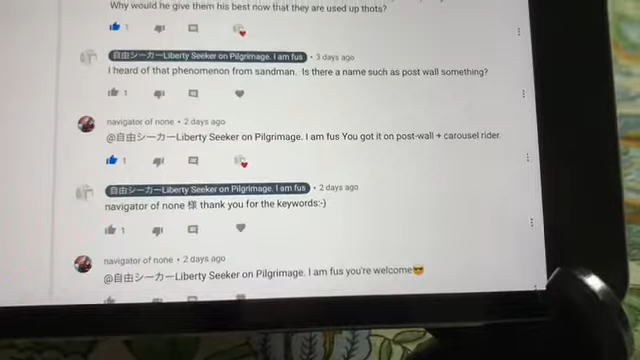 Why would he give them his best now that they are used up thots?
1
自由シーカーLiberty Seeker on Pilgrimage. I am fus • 3 days ago
I heard of that phenomenon from sandman. Is there a name such as post wall something?
1
navigator of none • 2 days ago
@自由シーカーLiberty Seeker on Pilgrimage. I am fus You got it on post-wall + carousel rider.
1
自由シーカーLiberty Seeker on Pilgrimage. I am fus • 2 days ago
navigator of none 様 thank you for the keywords:-)
1
navigator of none • 2 days ago
@自由シーカーLiberty Seeker on Pilgrimage. I am fus you're welcome😎